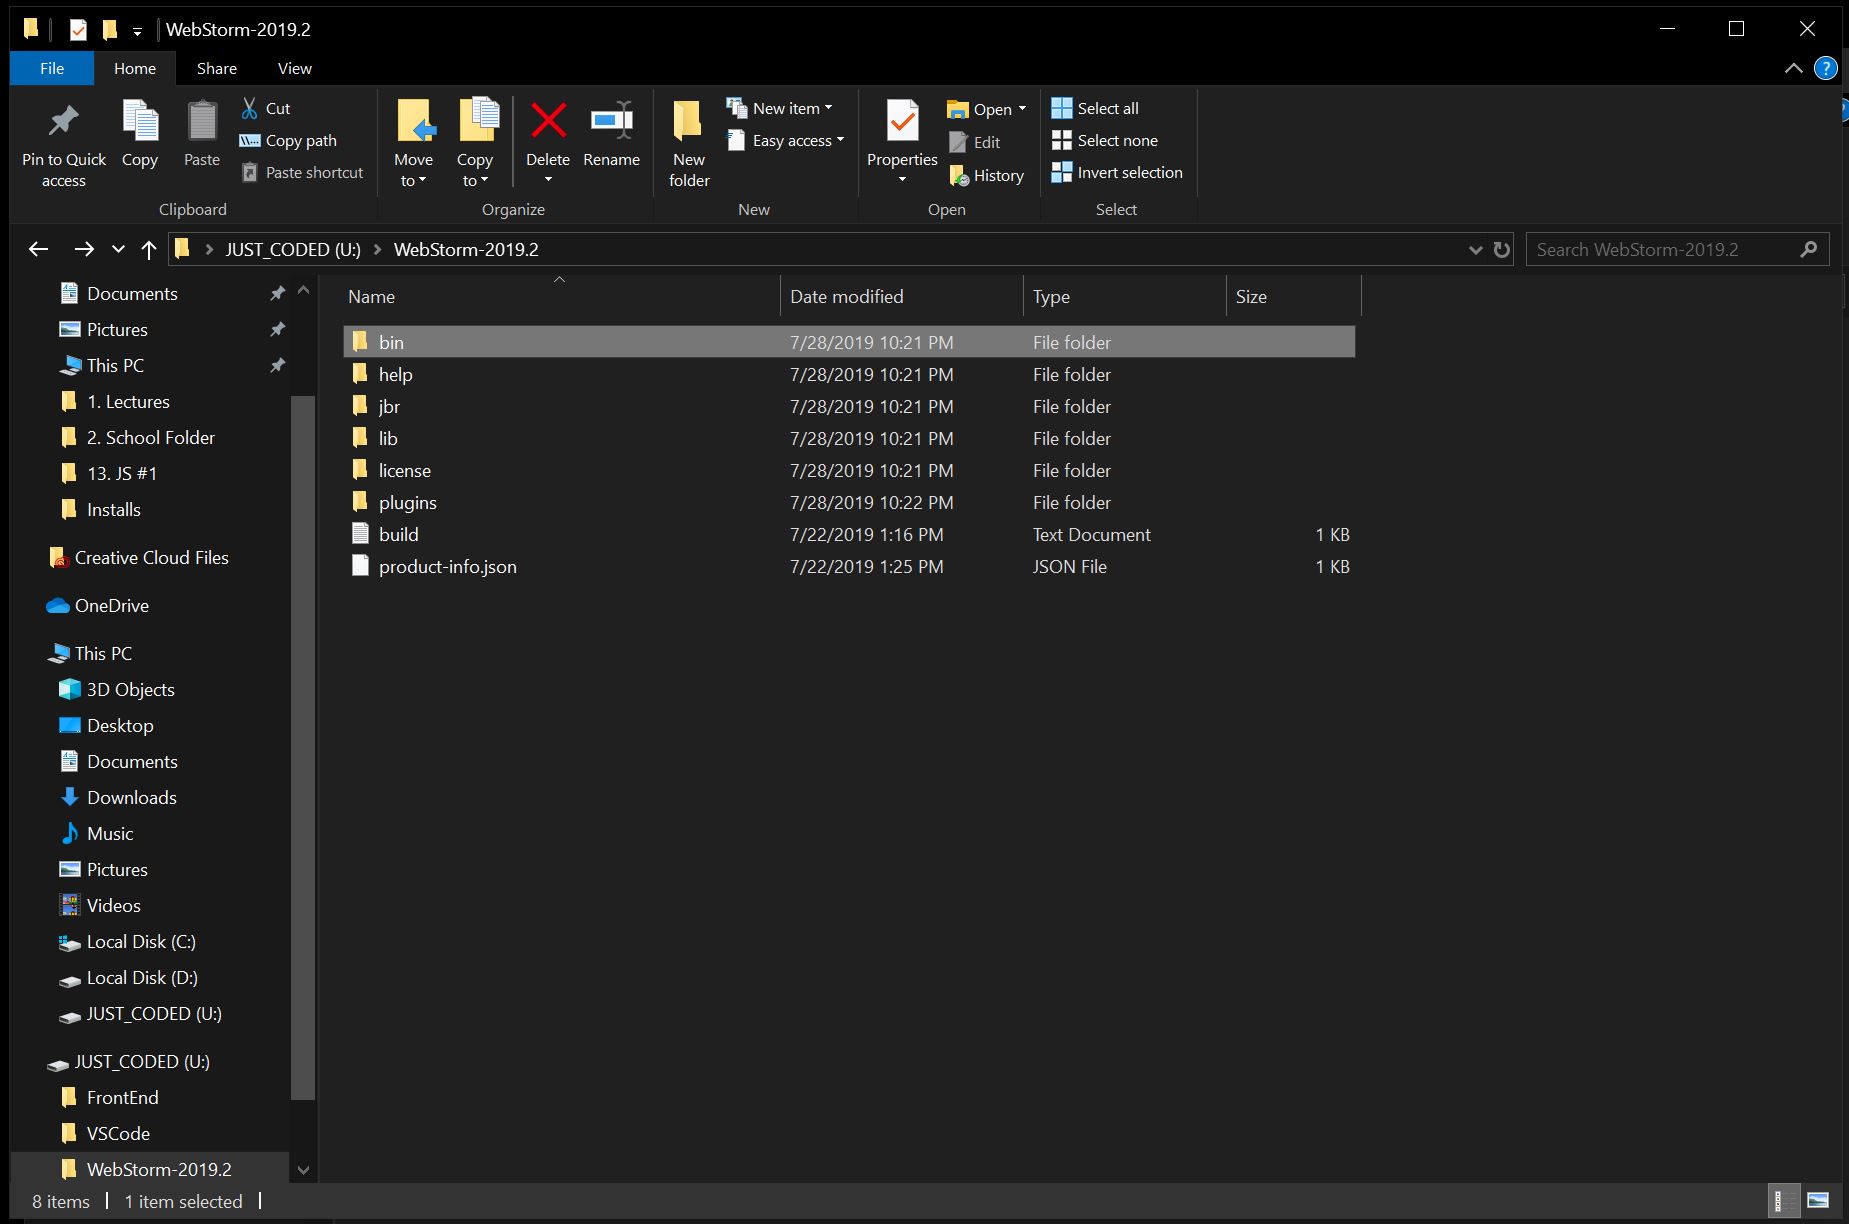 WebStorm-2019.2
File Home Share View
Pin to Quick access
Copy
Paste
Cut
Copy path
Paste shortcut
Clipboard
Move to
Copy to
Delete
Rename
Organize
New folder
New item
Easy access
New
Properties
Open
Edit
History
Open
Select all
Select none
Invert selection
Select
JUST_CODED (U:) WebStorm-2019.2
Search WebStorm-2019.2
Documents
Pictures
This PC
1. Lectures
2. School Folder
13. JS #1
Installs
Creative Cloud Files
OneDrive
This PC
3D Objects
Desktop
Documents
Downloads
Music
Pictures
Videos
Local Disk (C:)
Local Disk (D:)
JUST_CODED (U:)
JUST_CODED (U:)
FrontEnd
VSCode
WebStorm-2019.2
Name Date modified Type Size
bin 7/28/2019 10:21 PM File folder
help 7/28/2019 10:21 PM File folder
jbr 7/28/2019 10:21 PM File folder
lib 7/28/2019 10:21 PM File folder
license 7/28/2019 10:21 PM File folder
plugins 7/28/2019 10:22 PM File folder
build 7/22/2019 1:16 PM Text Document 1 KB
product-info.json 7/22/2019 1:25 PM JSON File 1 KB
8 items 1 item selected